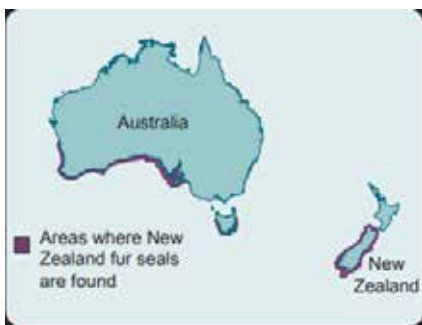 Australia
Areas where New
Zealand fur seals
are found
New
Zealand